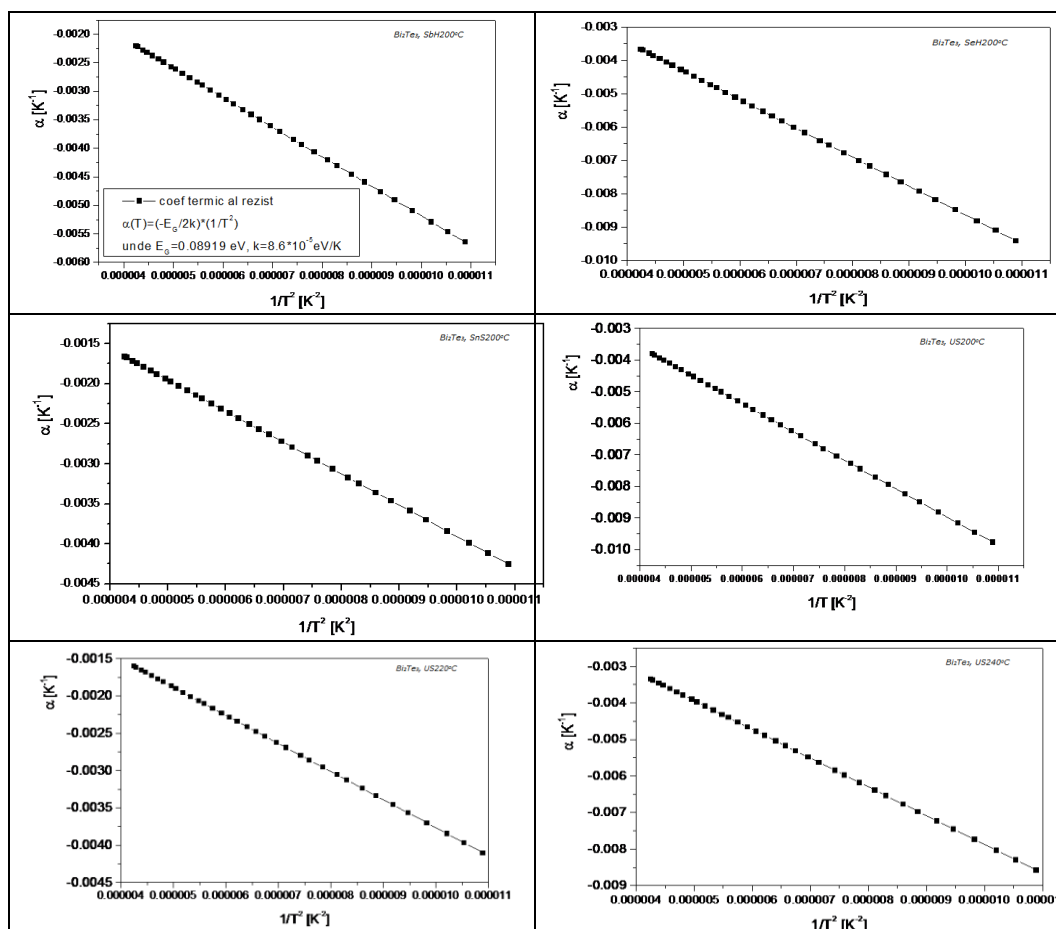 Bi₂Te₃, SbH200°C
-0.0020
-0.0025
-0.0030
-0.0035
-0.0040
-0.0045
-0.0050
-0.0055
-0.0060
α [K⁻¹]
coef termic al rezist
α(T)=(-E_G/2k)*(1/T²)
unde E_G=0.08919 eV, k=8.6*10⁻⁵eV/K
0.000004 0.000005 0.000006 0.000007 0.000008 0.000009 0.000010 0.000011
1/T² [K⁻²]
Bi₂Te₃, SeH200°C
-0.003
-0.004
-0.005
-0.006
-0.007
-0.008
-0.009
-0.010
α [K⁻¹]
0.000004 0.000005 0.000006 0.000007 0.000008 0.000009 0.000010 0.000011
1/T² [K⁻²]
Bi₂Te₃, SnS200°C
-0.0015
-0.0020
-0.0025
-0.0030
-0.0035
-0.0040
-0.0045
α [K⁻¹]
0.000004 0.000005 0.000006 0.000007 0.000008 0.000009 0.000010 0.000011
1/T² [K⁻²]
Bi₂Te₃, US200°C
-0.003
-0.004
-0.005
-0.006
-0.007
-0.008
-0.009
-0.010
α [K⁻¹]
0.000004 0.000005 0.000006 0.000007 0.000008 0.000009 0.000010 0.000011
1/T [K⁻²]
Bi₂Te₃, US220°C
-0.0015
-0.0020
-0.0025
-0.0030
-0.0035
-0.0040
-0.0045
α [K⁻¹]
0.000004 0.000005 0.000006 0.000007 0.000008 0.000009 0.000010 0.000011
1/T² [K⁻²]
Bi₂Te₃, US240°C
-0.003
-0.004
-0.005
-0.006
-0.007
-0.008
-0.009
α [K⁻¹]
0.000004 0.000005 0.000006 0.000007 0.000008 0.000009 0.000010
1/T² [K⁻²]